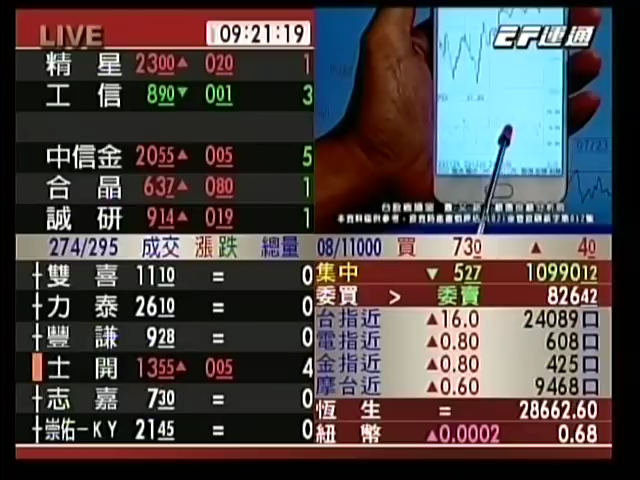 LIVE
09:21:19
EF運通
精星 2300▲ 020 1
工信 890▼ 001 3
中信金 2055▲ 005 5
合晶 637▲ 080 1
誠研 914▲ 019 1
274/295 成交 漲跌 總量
雙喜 1110 = 0
力泰 2610 = 0
豐謙 928 = 0
士開 1355▲ 005 4
志嘉 730 = 0
崇佑-KY 2145 = 0
07/23
08/11000 買 730 ▲ 40
集中 ▼ 527 1099012
委買 > 委賣 82642
台指近 ▲16.0 24089口
電指近 ▲0.80 608口
金指近 ▲0.80 425口
摩台近 ▲0.60 9468口
恆生 = 28662.60
紐幣 ▲0.0002 0.68